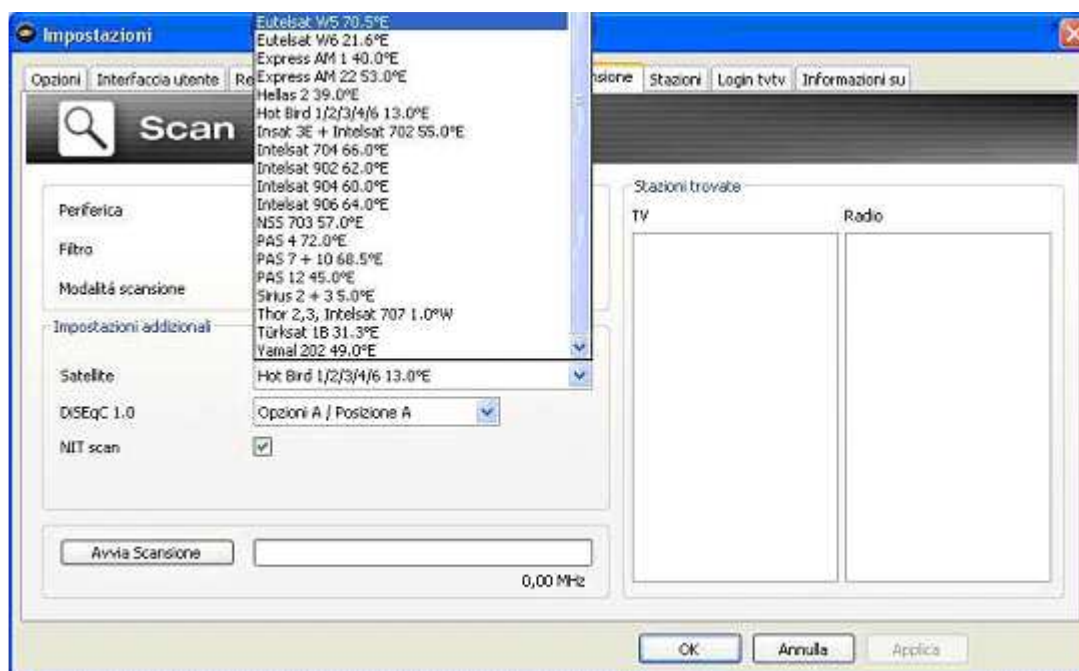 Impostazioni
Opzioni Interfaccia utente Re nsione Stazioni Login tvtv Informazioni su
Scan
Eutelsat W5 70.5°E
Eutelsat W6 21.6°E
Express AM 1 40.0°E
Express AM 22 53.0°E
Hellas 2 39.0°E
Hot Bird 1/2/3/4/6 13.0°E
Insat 3E + Intelsat 702 55.0°E
Intelsat 704 66.0°E
Intelsat 902 62.0°E
Intelsat 904 60.0°E
Intelsat 906 64.0°E
NSS 703 57.0°E
PAS 4 72.0°E
PAS 7 + 10 68.5°E
PAS 12 45.0°E
Sirius 2 + 3 5.0°E
Thor 2,3, Intelsat 707 1.0°W
Türksat 1B 31.3°E
Yamal 202 49.0°E
Periferica
Filtro
Modalitá scansione
Impostazioni addizionali
Satellite Hot Bird 1/2/3/4/6 13.0°E
DiSEqC 1.0 Opzioni A / Posizione A
NIT scan
Avvia Scansione
0,00 MHz
Stazioni trovate
TV Radio
OK Annulla Applica